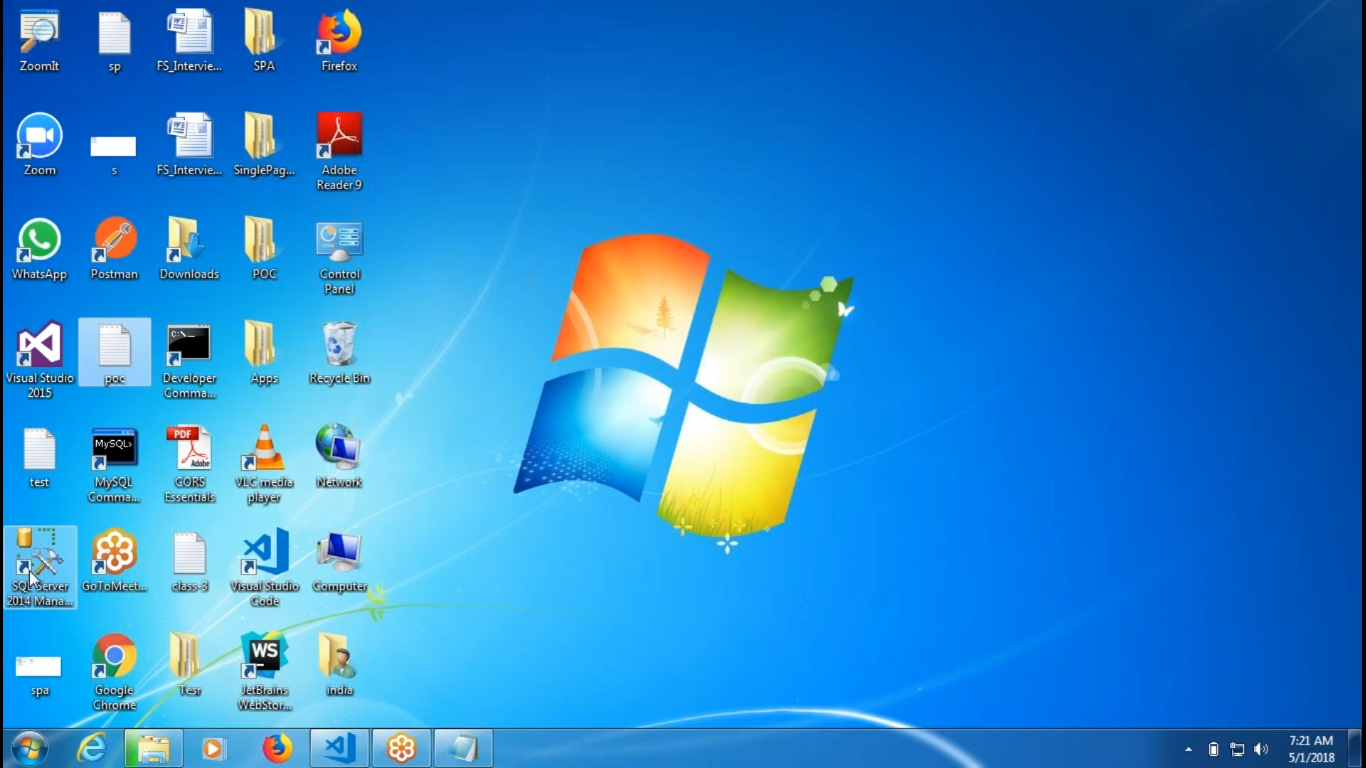 ZoomIt
sp
FS_Intervie...
SPA
Firefox
Zoom
s
FS_Intervie...
SinglePag...
Adobe
Reader 9
WhatsApp
Postman
Downloads
POC
Control
Panel
C:\_
Visual Studio
2015
poc
Developer
Comma...
Apps
Recycle Bin
test
MySQL>
MySQL
Comma...
PDF
Adobe
CORS
Essentials
VLC media
player
Network
SQL Server
2014 Mana...
GoToMeet...
class-3
Visual Studio
Code
Computer
spa
Google
Chrome
Tesr
WS
JetBrains
WebStor...
india
7:21 AM
5/1/2018